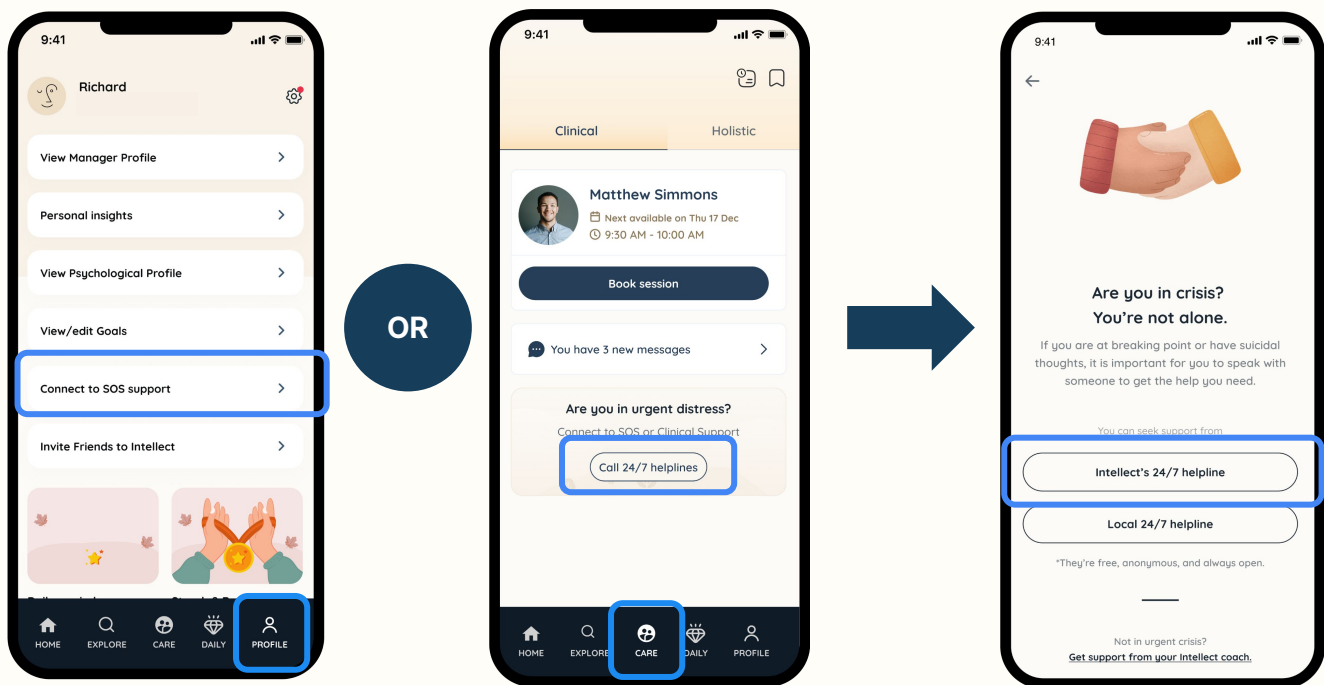 9:41
Richard
View Manager Profile
Personal insights
View Psychological Profile
View/edit Goals
Connect to SOS support
Invite Friends to Intellect
HOME
EXPLORE
CARE
DAILY
PROFILE
OR
9:41
Clinical
Holistic
Matthew Simmons
Next available on Thu 17 Dec
9:30 AM - 10:00 AM
Book session
You have 3 new messages
Are you in urgent distress?
Connect to SOS or Clinical Support
Call 24/7 helplines
HOME
EXPLORE
CARE
DAILY
PROFILE
9:41
Are you in crisis?
You're not alone.
If you are at breaking point or have suicidal
thoughts, it is important for you to speak with
someone to get the help you need.
You can seek support from
Intellect's 24/7 helpline
Local 24/7 helpline
*They're free, anonymous, and always open.
Not in urgent crisis?
Get support from your Intellect coach.